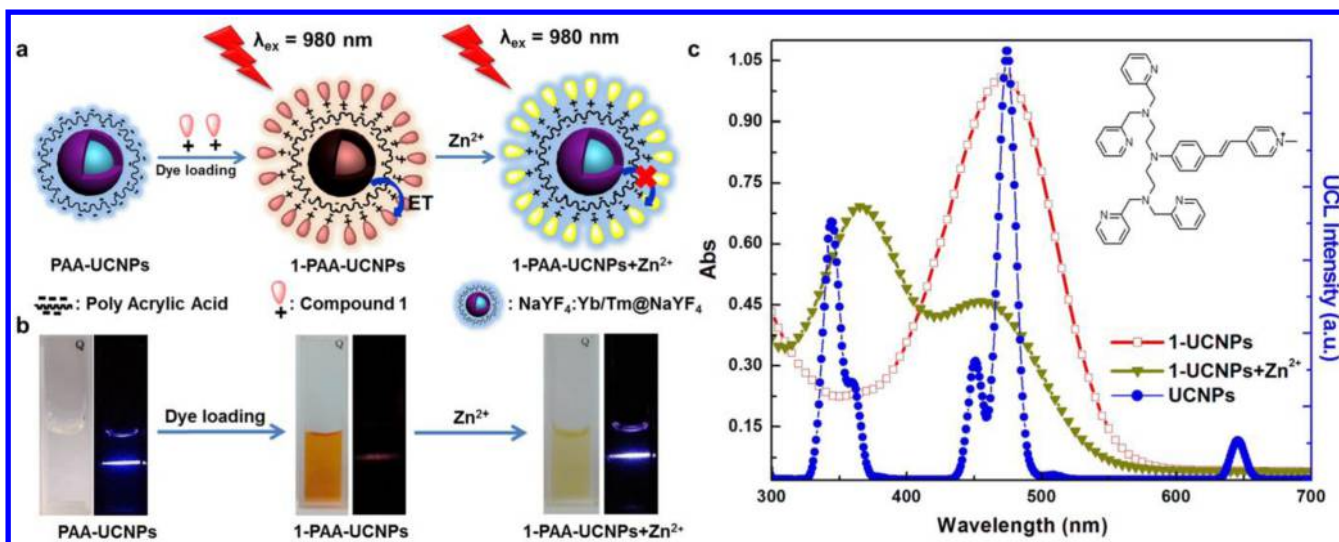 a
λex = 980 nm
λex = 980 nm
Dye loading
Zn²⁺
ET
PAA-UCNPs
1-PAA-UCNPs
1-PAA-UCNPs+Zn²⁺
: Poly Acrylic Acid
: Compound 1
: NaYF₄:Yb/Tm@NaYF₄
b
Q
Q
Q
Dye loading
Zn²⁺
PAA-UCNPs
1-PAA-UCNPs
1-PAA-UCNPs+Zn²⁺
c
1.05
0.90
0.75
0.60
0.45
0.30
0.15
Abs
300
400
500
600
700
Wavelength (nm)
UCL Intensity (a.u.)
1-UCNPs
1-UCNPs+Zn²⁺
UCNPs
N
N
N
N
N
N
N
N⁺